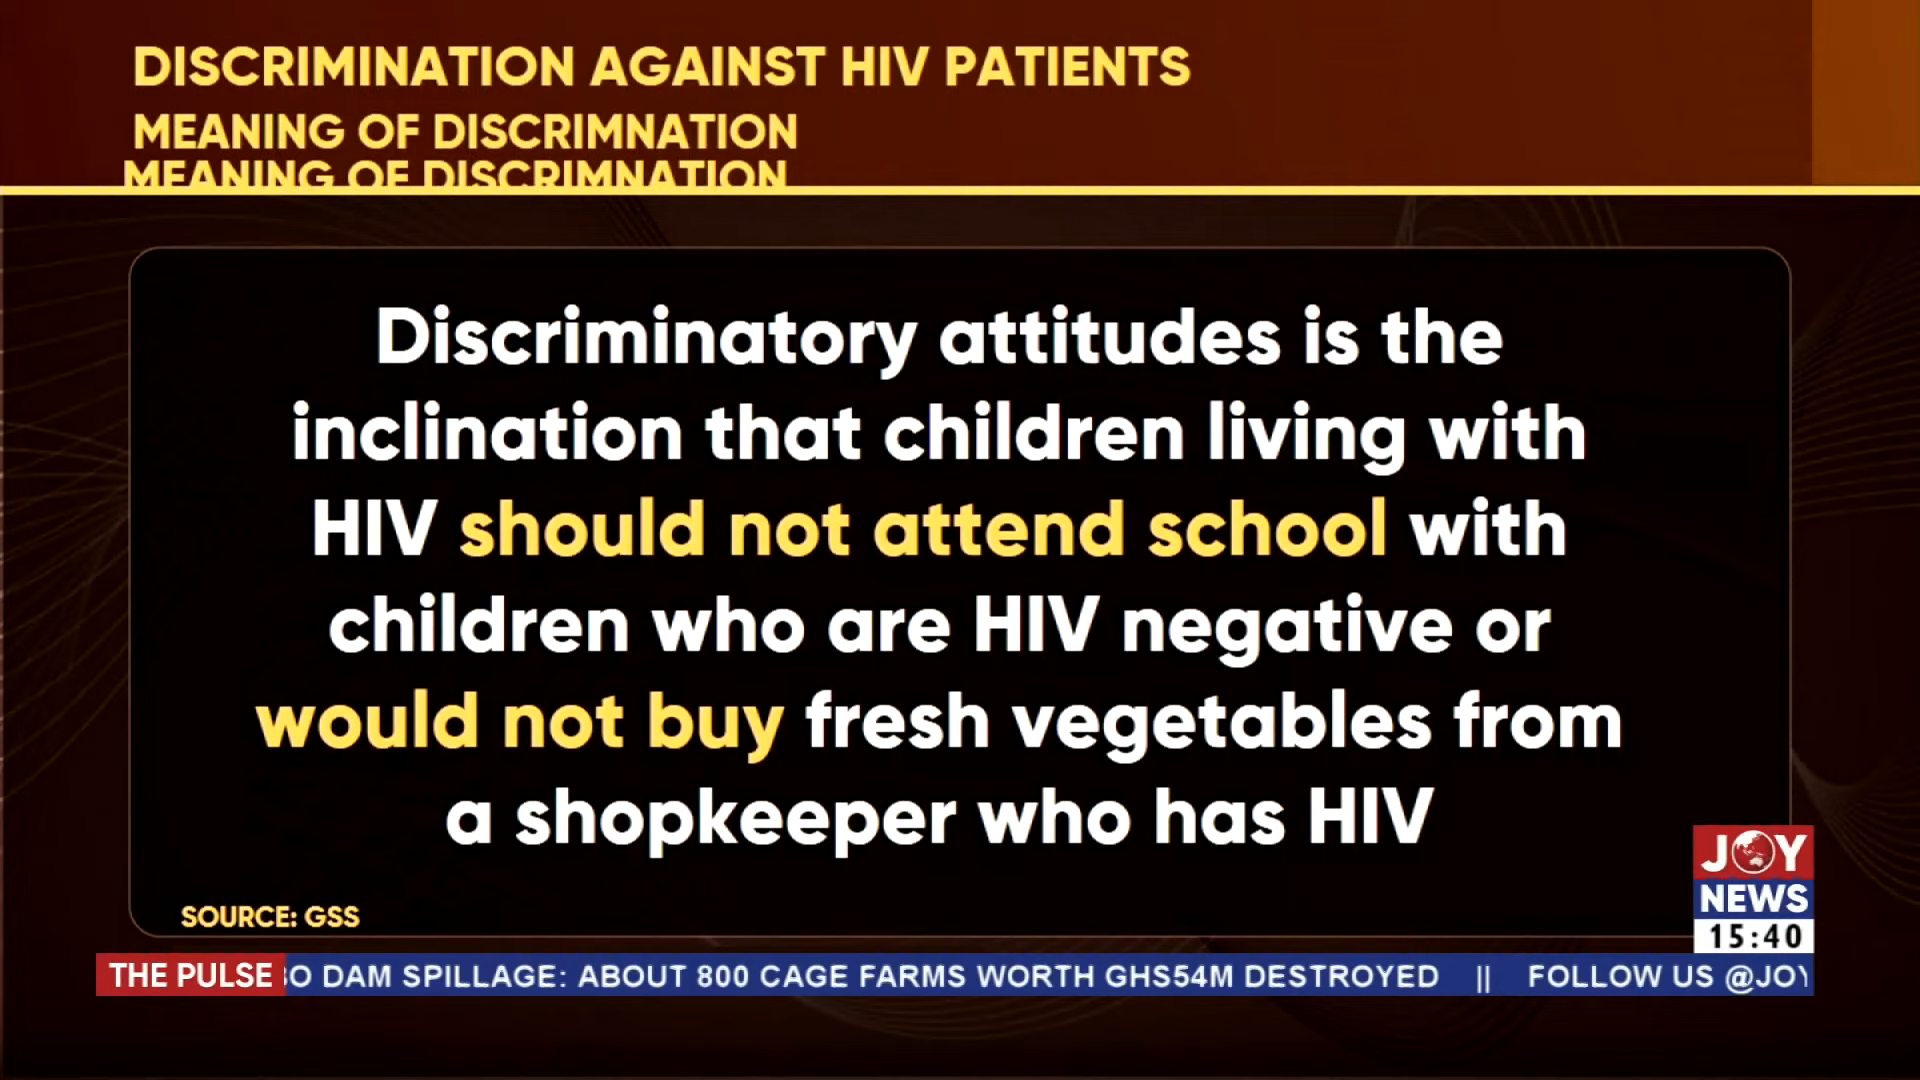 DISCRIMINATION AGAINST HIV PATIENTS
MEANING OF DISCRIMNATION
MEANING OF DISCRIMNATION
Discriminatory attitudes is the
inclination that children living with
HIV should not attend school with
children who are HIV negative or
would not buy fresh vegetables from
a shopkeeper who has HIV
SOURCE: GSS
JOY
NEWS
15:40
THE PULSE
DAM SPILLAGE: ABOUT 800 CAGE FARMS WORTH GHS54M DESTROYED || FOLLOW US